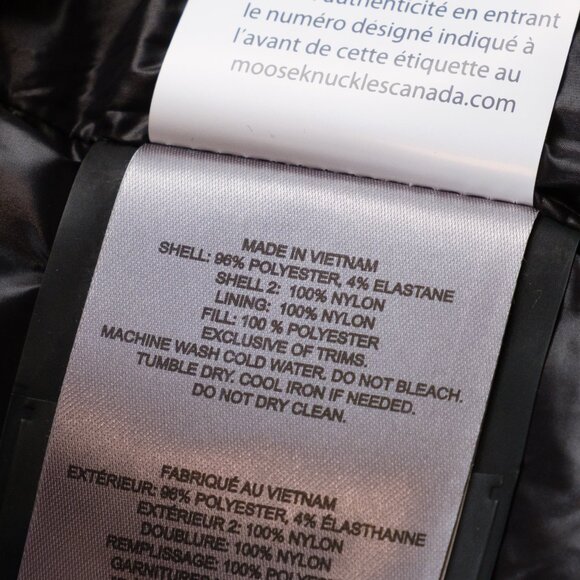 authenticité en entrant
le numéro désigné indiqué à
l'avant de cette étiquette au
mooseknucklescanada.com
MADE IN VIETNAM
SHELL: 96% POLYESTER, 4% ELASTANE
SHELL 2: 100% NYLON
LINING: 100% NYLON
FILL: 100 % POLYESTER
EXCLUSIVE OF TRIMS.
MACHINE WASH COLD WATER. DO NOT BLEACH.
TUMBLE DRY. COOL IRON IF NEEDED.
DO NOT DRY CLEAN.
FABRIQUÉ AU VIETNAM
EXTÉRIEUR: 96% POLYESTER, 4% ÉLASTHANNE
EXTÉRIEUR 2: 100% NYLON
DOUBLURE: 100% NYLON
REMPLISSAGE: 100% POLYESTER
GARNITURES